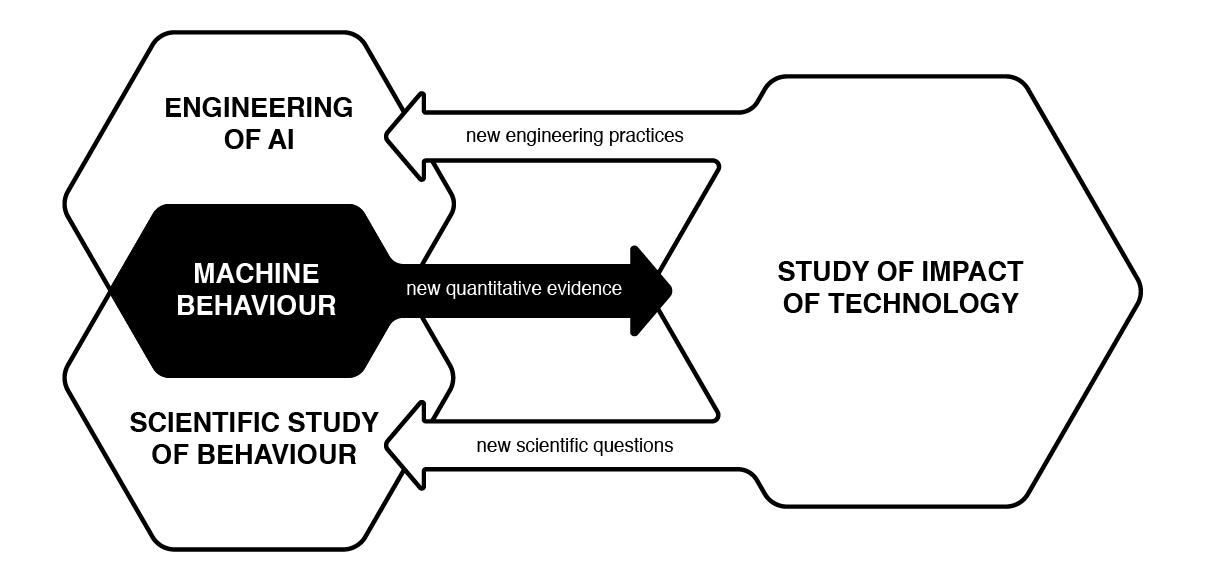 ENGINEERING
OF AI
new engineering practices
MACHINE
BEHAVIOUR
new quantitative evidence
STUDY OF IMPACT
OF TECHNOLOGY
SCIENTIFIC STUDY
OF BEHAVIOUR
new scientific questions